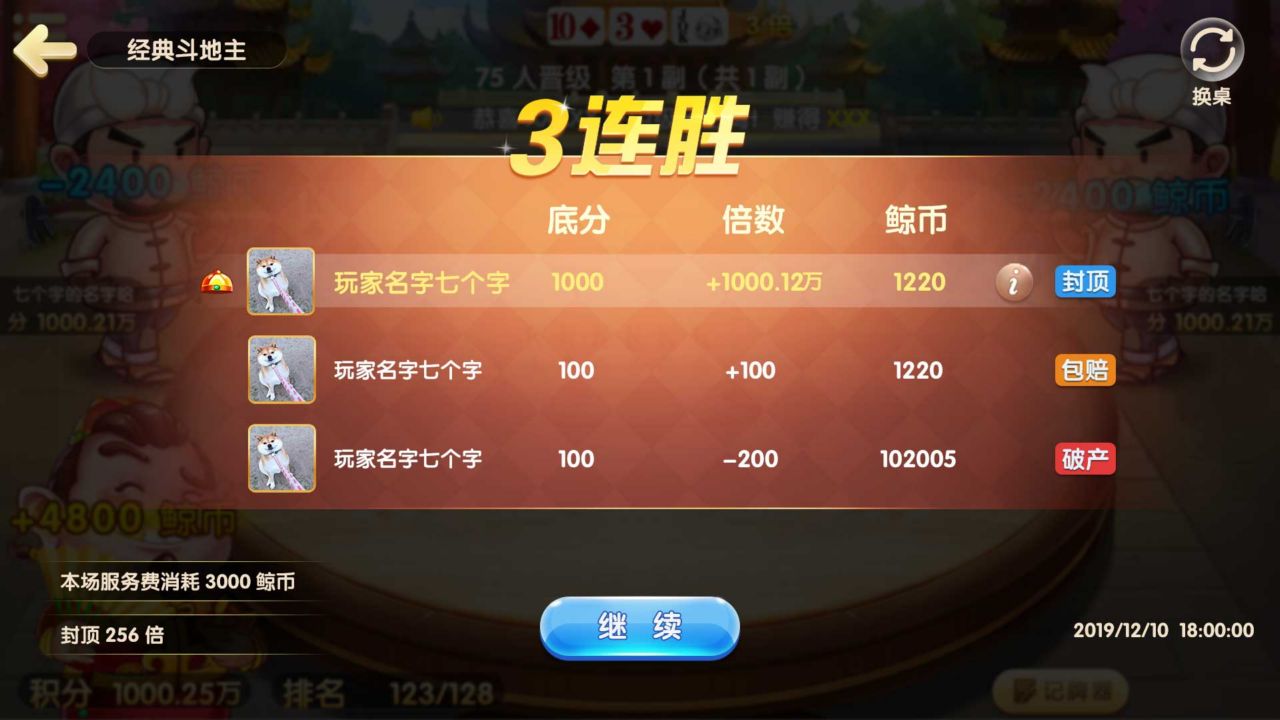 10 3 3倍
经典斗地主
换桌
75 人晋级 第1副（共1副）
赚得 XXX
3连胜
-2400 鲸币
2400 鲸币
底分 倍数 鲸币
玩家名字七个字 1000 +1000.12万 1220 i 封顶
七个字的名字哈
分 1000.21万
七个字的名字哈
分 1000.21万
玩家名字七个字 100 +100 1220 包赔
玩家名字七个字 100 -200 102005 破产
+4800 鲸币
本场服务费消耗 3000 鲸币
封顶 256 倍
继 续
2019/12/10 18:00:00
积分 1000.25万 排名 123/128
记牌器